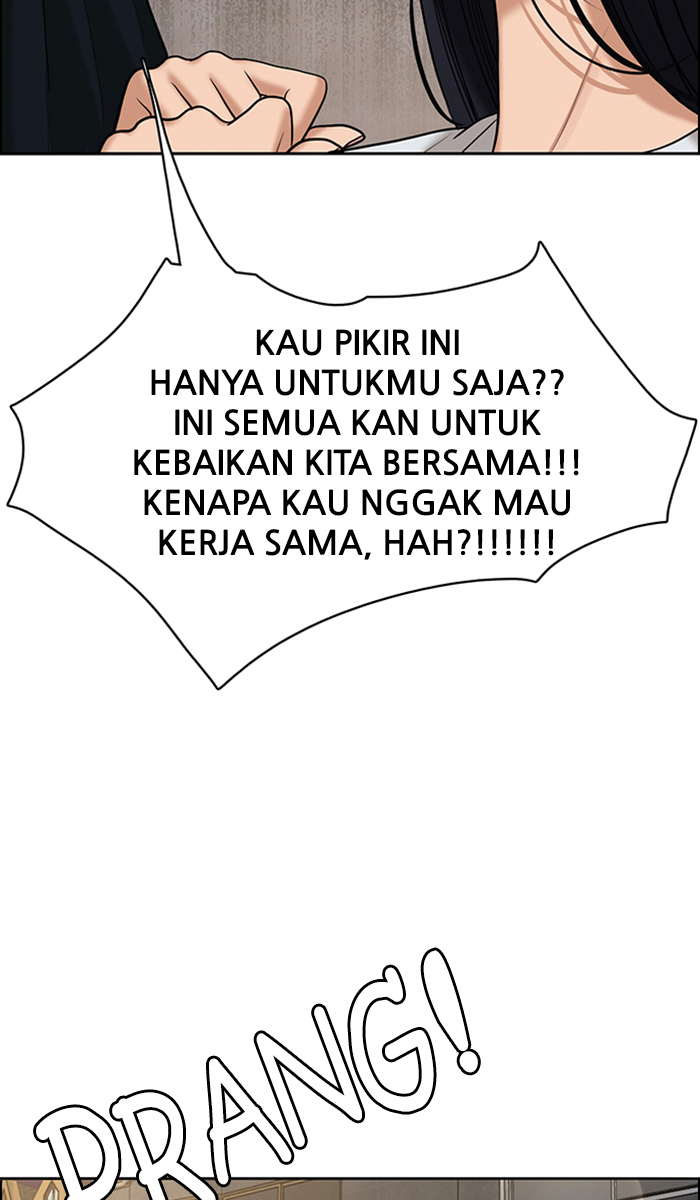 KAU PIKIR INI
HANYA UNTUKMU SAJA??
INI SEMUA KAN UNTUK
KEBAIKAN KITA BERSAMA!!!
KENAPA KAU NGGAK MAU
KERJA SAMA, HAH?!!!!!!
PRANG!